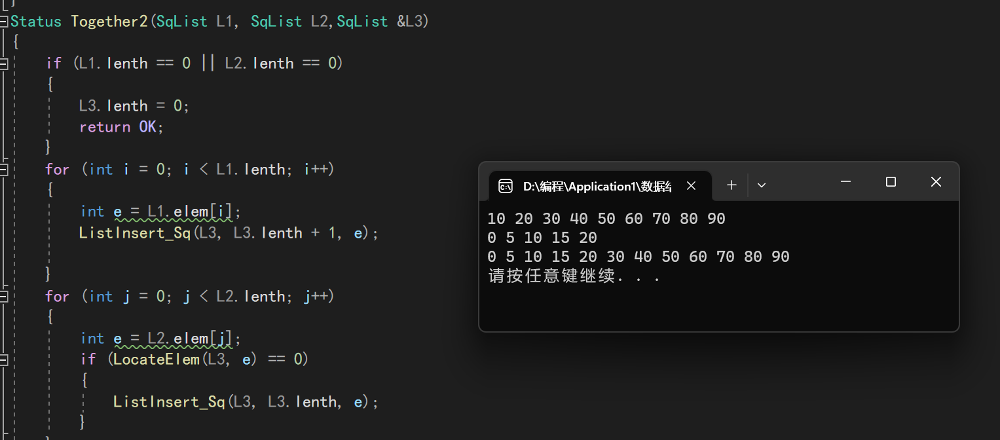 Status Together2(SqList L1, SqList L2,SqList &L3)
{
if (L1.lenth == 0 || L2.lenth == 0)
{
L3.lenth = 0;
return OK;
}
for (int i = 0; i < L1.lenth; i++)
{
int e = L1.elem[i];
ListInsert_Sq(L3, L3.lenth + 1, e);
}
for (int j = 0; j < L2.lenth; j++)
{
int e = L2.elem[j];
if (LocateElem(L3, e) == 0)
{
ListInsert_Sq(L3, L3.lenth, e);
}
D:\编程\Application1\数据结
10 20 30 40 50 60 70 80 90
0 5 10 15 20
0 5 10 15 20 30 40 50 60 70 80 90
请按任意键继续. . .